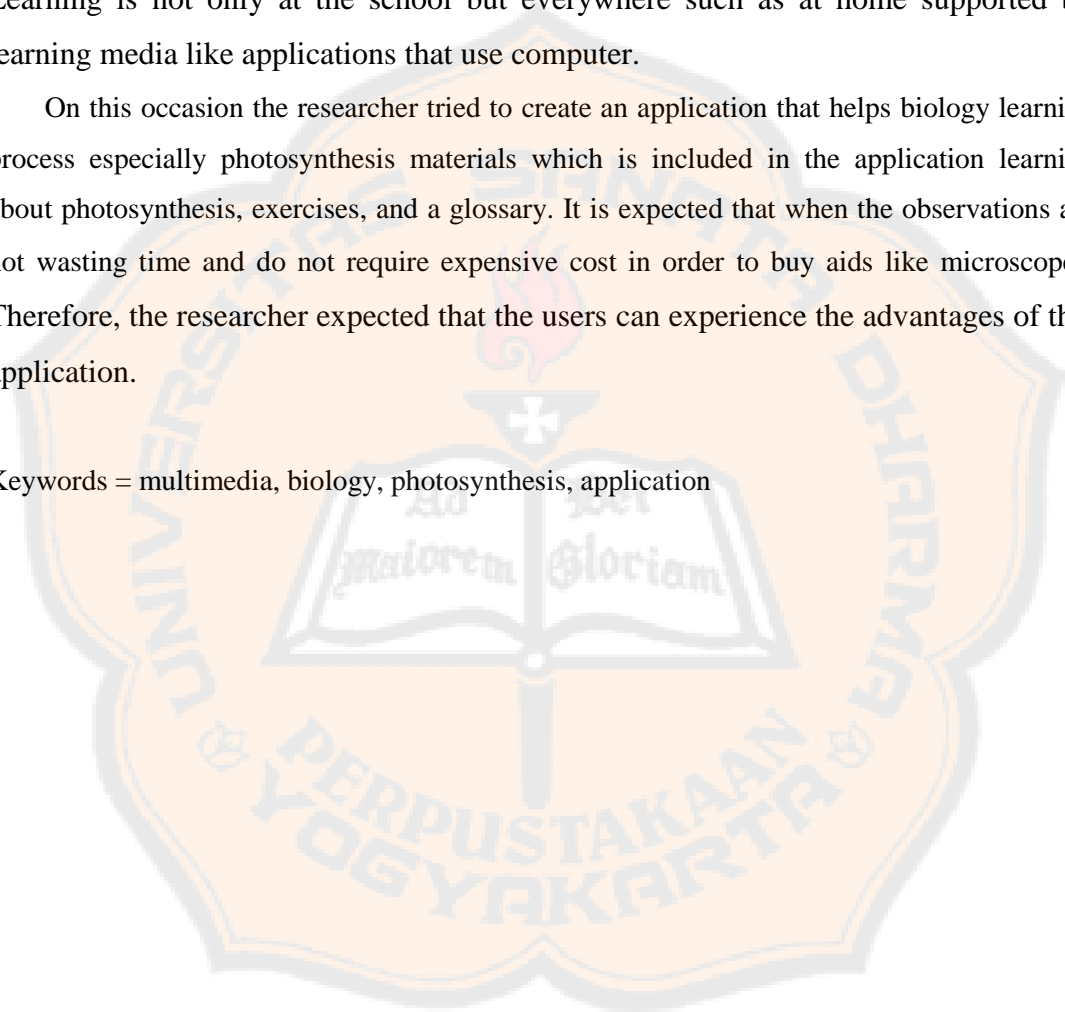 Learning is not only at the school but everywhere such as at home supported
learning media like applications that use computer.
On this occasion the researcher tried to create an application that helps biology learni
process especially photosynthesis materials which is included in the application learni
about photosynthesis, exercises, and a glossary. It is expected that when the observations a
not wasting time and do not require expensive cost in order to buy aids like microscope
Therefore, the researcher expected that the users can experience the advantages of th
application.
Keywords = multimedia, biology, photosynthesis, application
UNIVERSITAS SANATA DHARMA
Ad Dei
Maiorem Gloriam
PERPUSTAKAAN
YOGYAKARTA